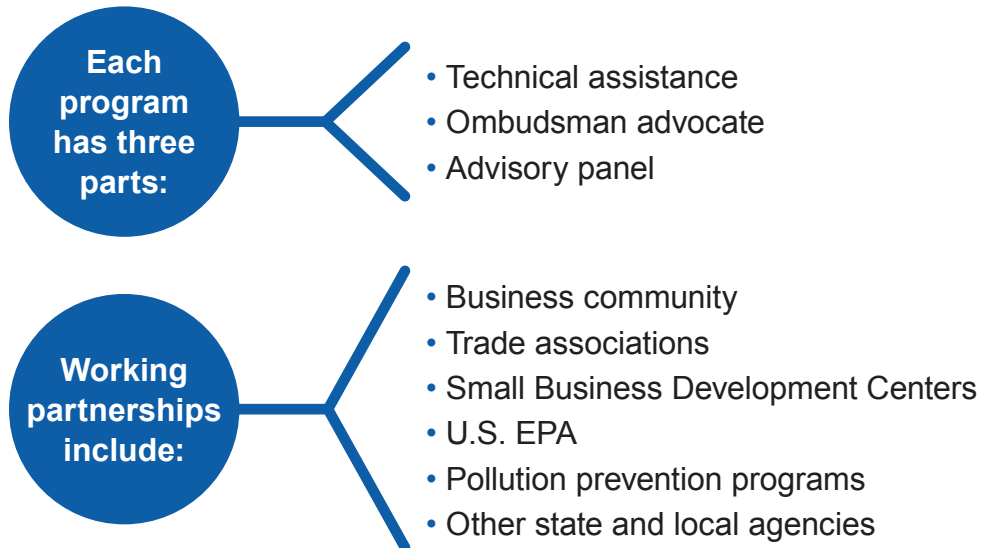 Each
program
has three
parts:
• Technical assistance
• Ombudsman advocate
• Advisory panel
Working
partnerships
include:
• Business community
• Trade associations
• Small Business Development Centers
• U.S. EPA
• Pollution prevention programs
• Other state and local agencies